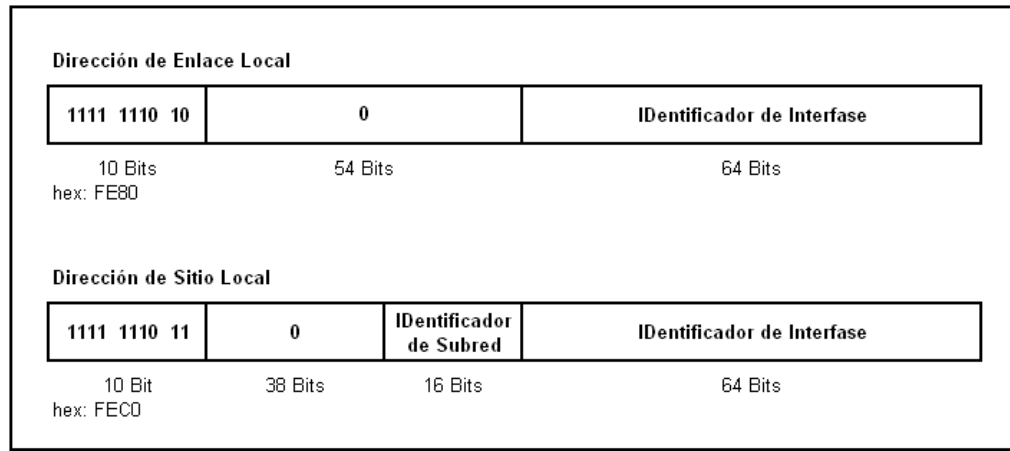 Dirección de Enlace Local
1111 1110 10 0 IDentificador de Interfase
10 Bits 54 Bits 64 Bits
hex: FE80
Dirección de Sitio Local
1111 1110 11 0 IDentificador de Subred IDentificador de Interfase
10 Bit 38 Bits 16 Bits 64 Bits
hex: FEC0